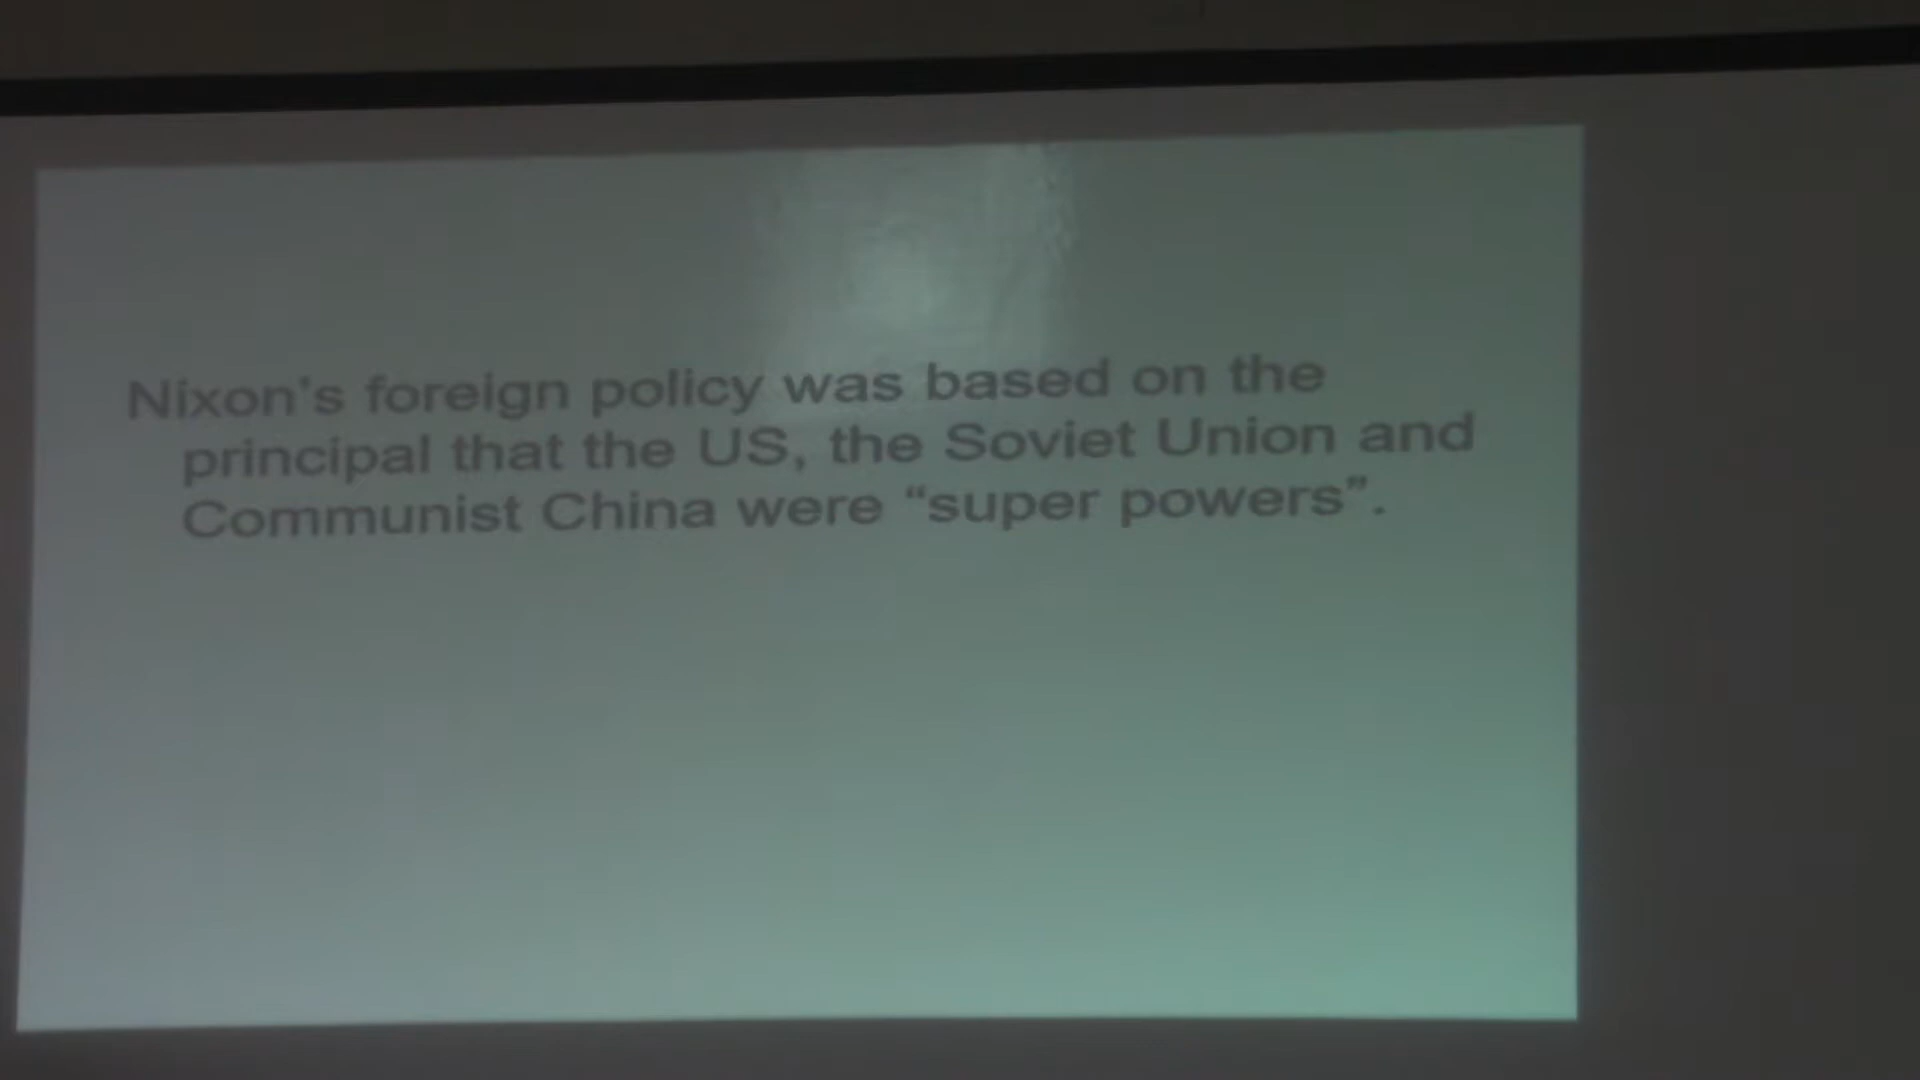 Nixon's foreign policy was based on the
principal that the US, the Soviet Union and
Communist China were “super powers”.